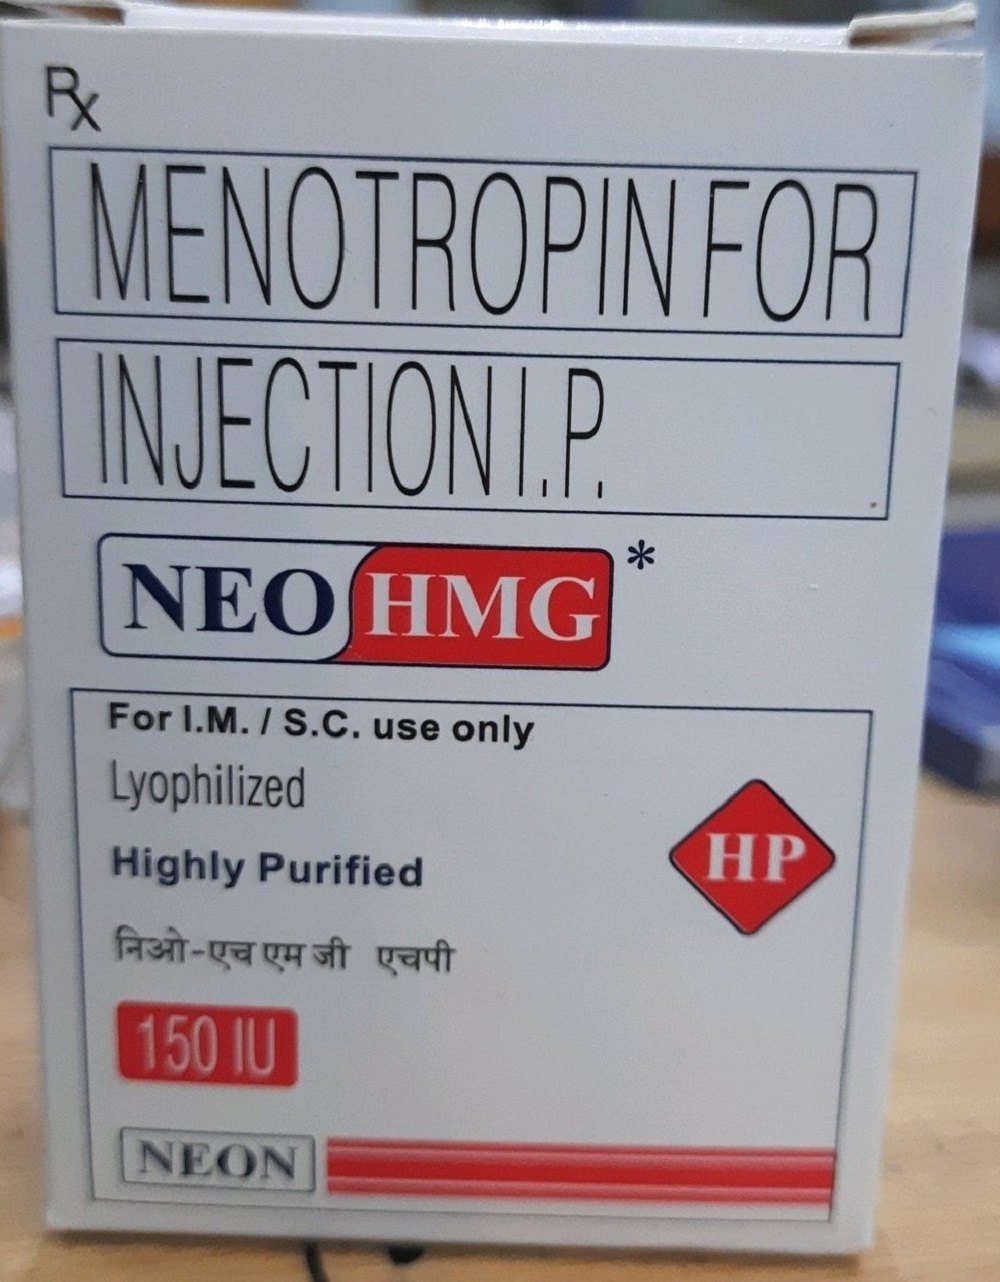 Rx
MENOTROPIN FOR
INJECTION I.P.
NEO HMG*
For I.M. / S.C. use only
Lyophilized
Highly Purified
HP
निओ-एच एम जी एचपी
150 IU
NEON